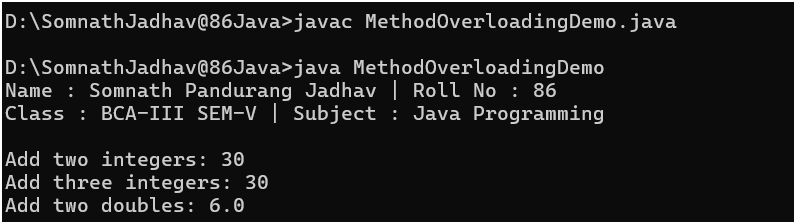 D:\SomnathJadhav@86Java>javac MethodOverloadingDemo.java
D:\SomnathJadhav@86Java>java MethodOverloadingDemo
Name : Somnath Pandurang Jadhav | Roll No : 86
Class : BCA-III SEM-V | Subject : Java Programming
Add two integers: 30
Add three integers: 30
Add two doubles: 6.0